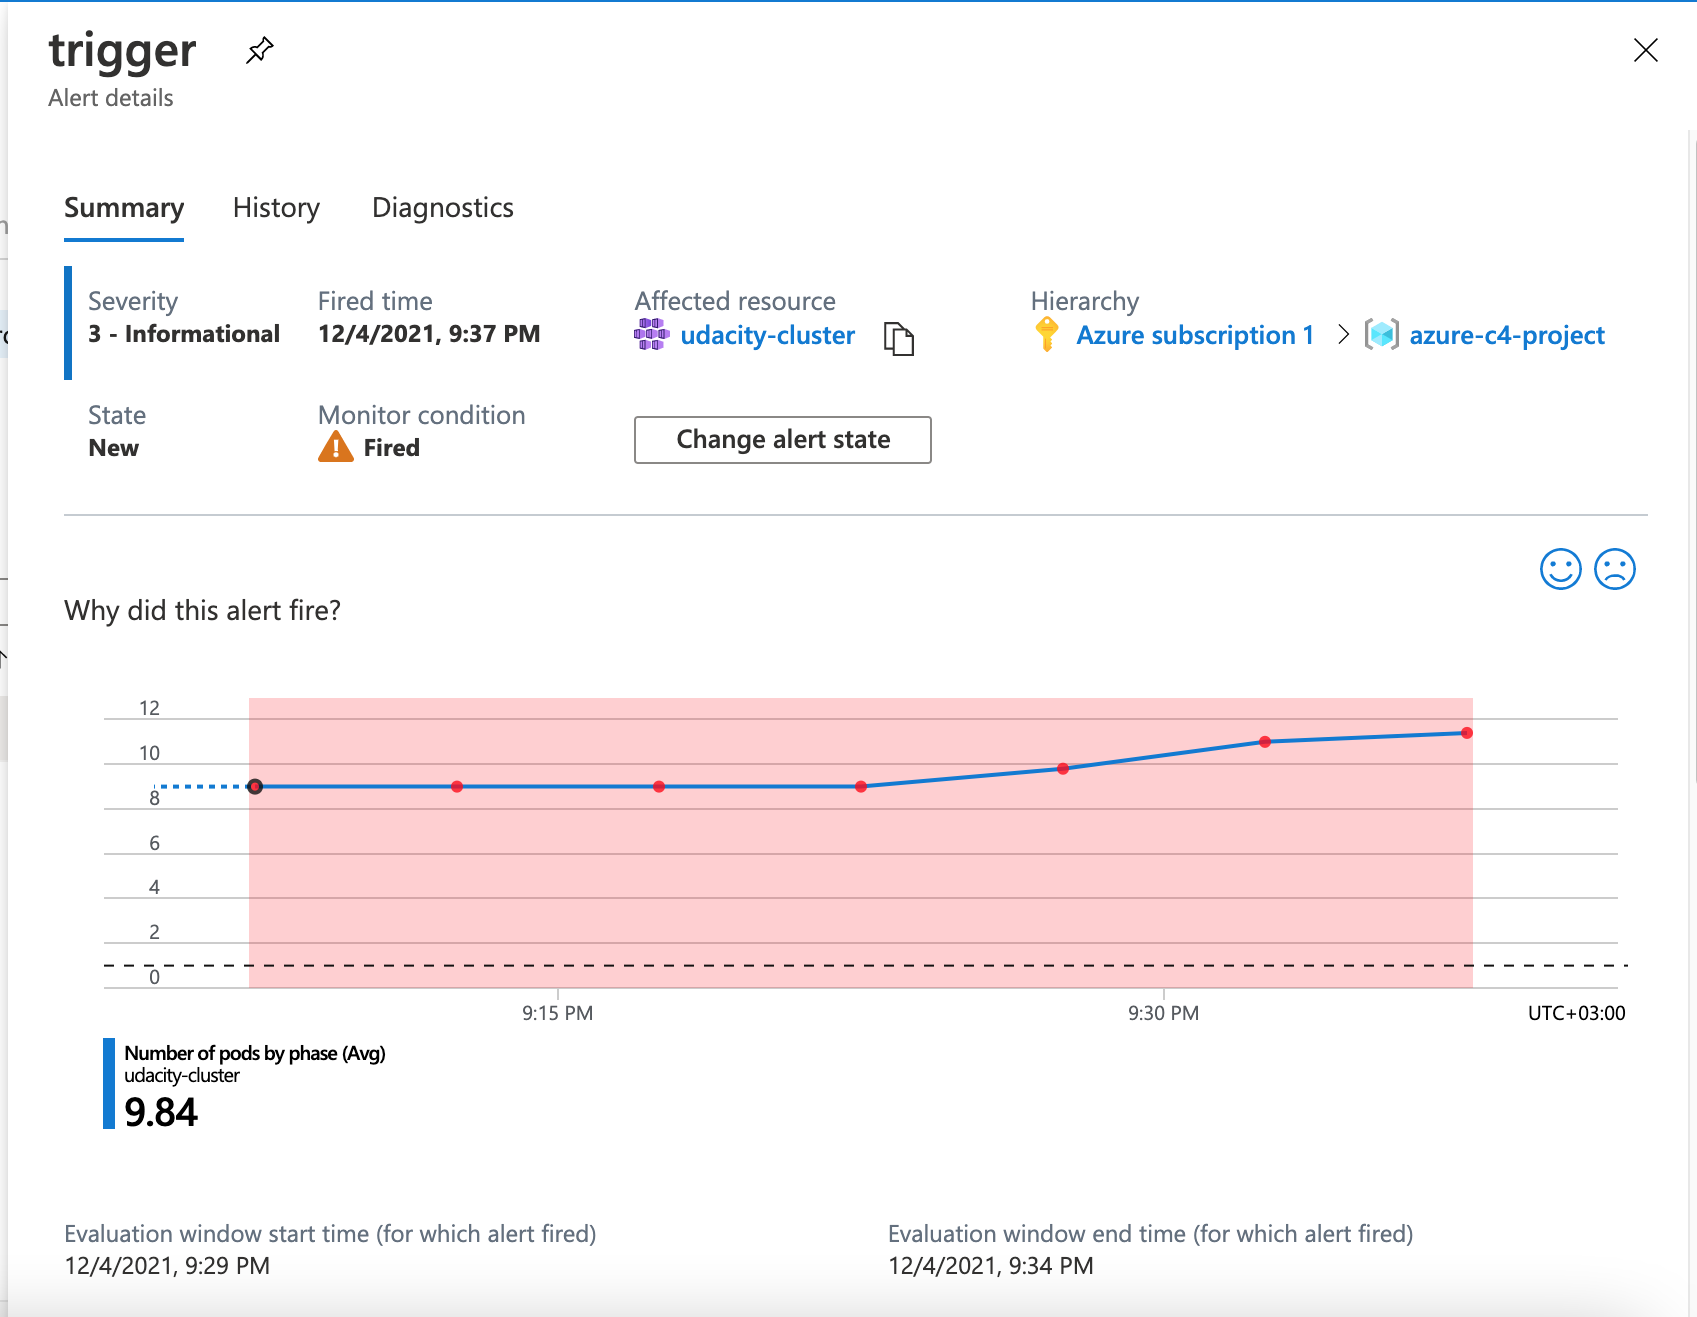 trigger
Alert details
Summary History Diagnostics
Severity Fired time Affected resource Hierarchy
3 - Informational 12/4/2021, 9:37 PM udacity-cluster Azure subscription 1 > azure-c4-project
State Monitor condition
New Fired Change alert state
Why did this alert fire?
12
10
8
6
4
2
0
9:15 PM 9:30 PM UTC+03:00
Number of pods by phase (Avg)
udacity-cluster
9.84
Evaluation window start time (for which alert fired) Evaluation window end time (for which alert fired)
12/4/2021, 9:29 PM 12/4/2021, 9:34 PM